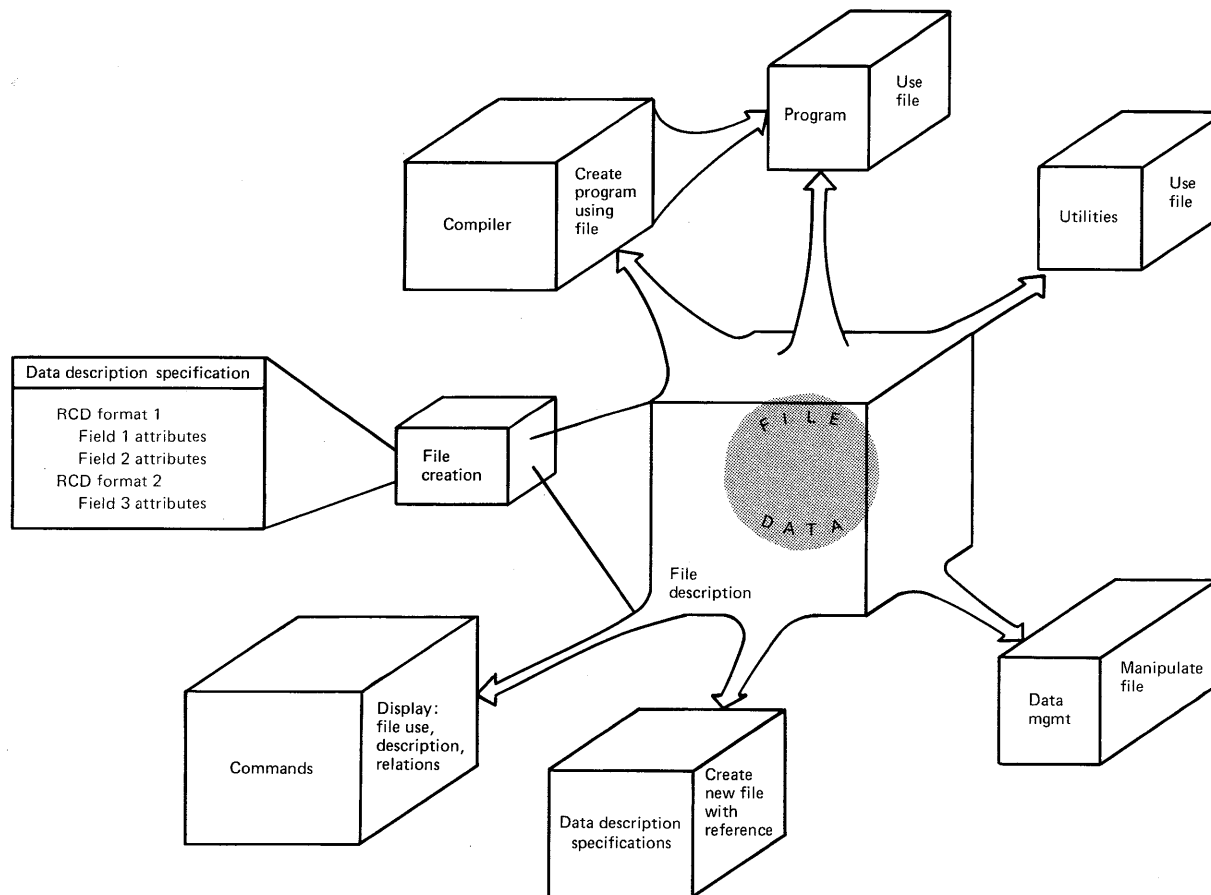 Program
Use
file
Compiler
Create
program
using
file
Utilities
Use
file
Data description specification
RCD format 1
Field 1 attributes
Field 2 attributes
RCD format 2
Field 3 attributes
File
creation
FILE
DATA
File
description
Commands
Display:
file use,
description,
relations
Data description
specifications
Create
new file
with
reference
Data
mgmt
Manipulate
file